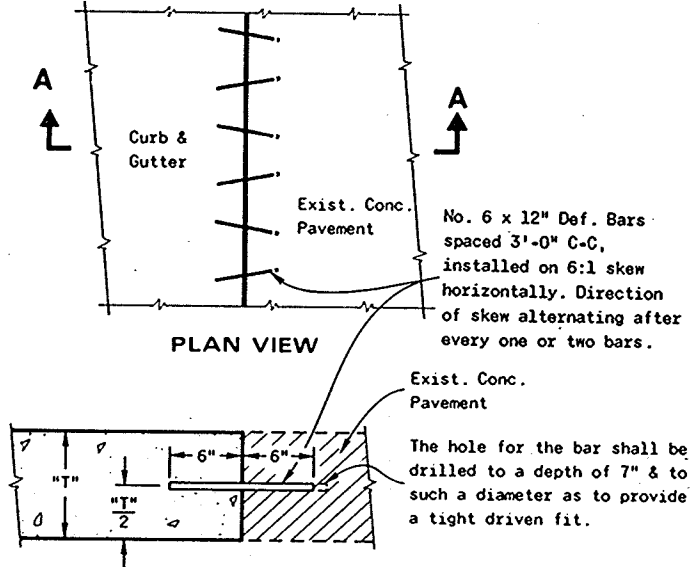 A
A
Curb &
Gutter
Exist. Conc.
Pavement
No. 6 x 12" Def. Bars
spaced 3'-0" C-C,
installed on 6:1 skew
horizontally. Direction
of skew alternating after
every one or two bars.
PLAN VIEW
Exist. Conc.
Pavement
6"
6"
"T"
"T"
2
The hole for the bar shall be
drilled to a depth of 7" & to
such a diameter as to provide
a tight driven fit.